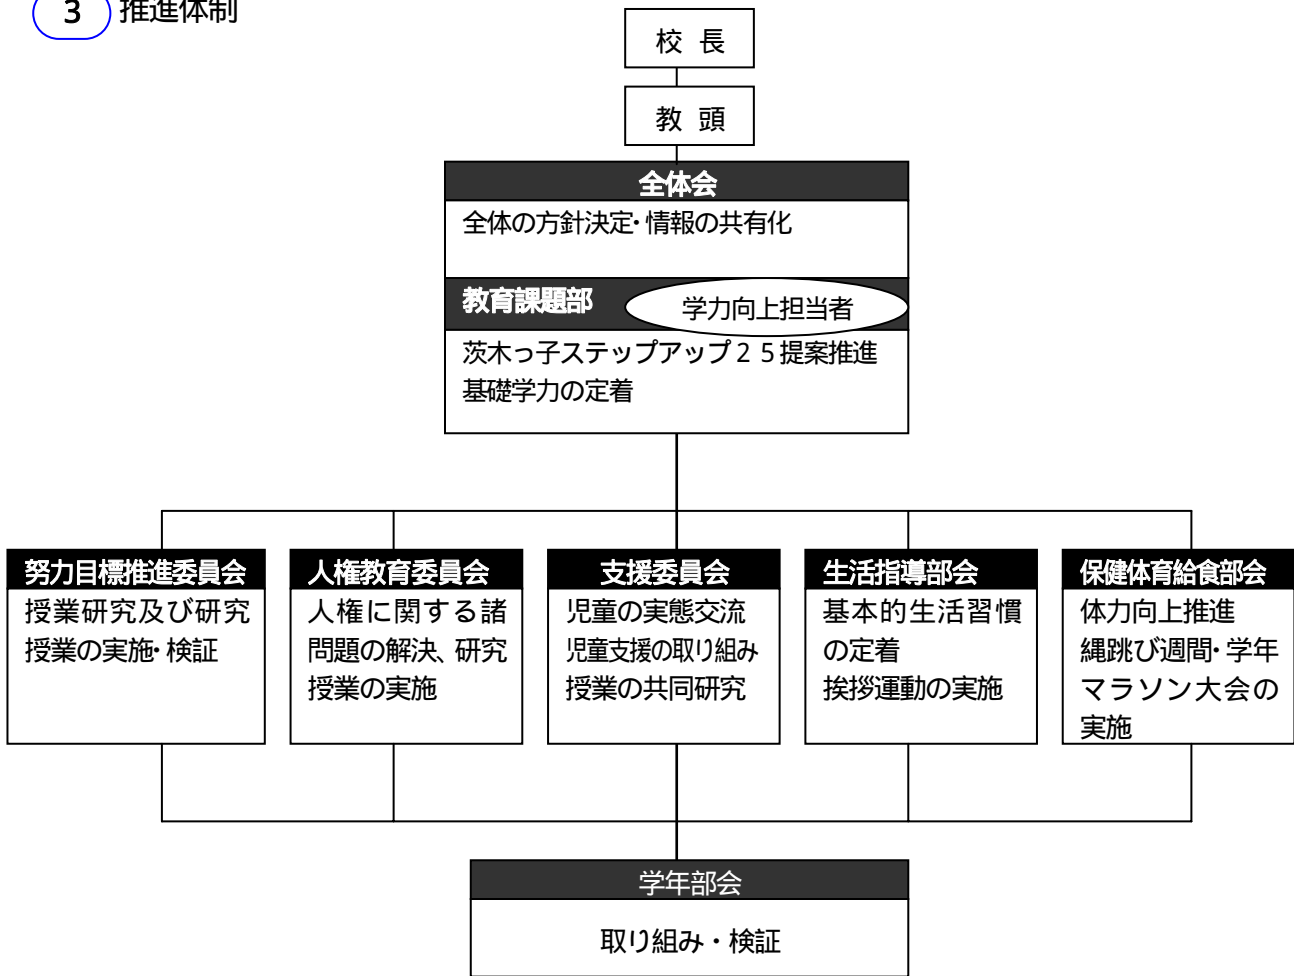 3 推進体制
校 長
教 頭
全体会
全体の方針決定・情報の共有化
教育課題部
学力向上担当者
茨木っ子ステップアップ２５提案推進
基礎学力の定着
努力目標推進委員会
授業研究及び研究
授業の実施・検証
人権教育委員会
人権に関する諸
問題の解決、研究
授業の実施
支援委員会
児童の実態交流
児童支援の取り組み
授業の共同研究
生活指導部会
基本的生活習慣
の定着
挨拶運動の実施
保健体育給食部会
体力向上推進
縄跳び週間・学年
マラソン大会の
実施
学年部会
取り組み・検証